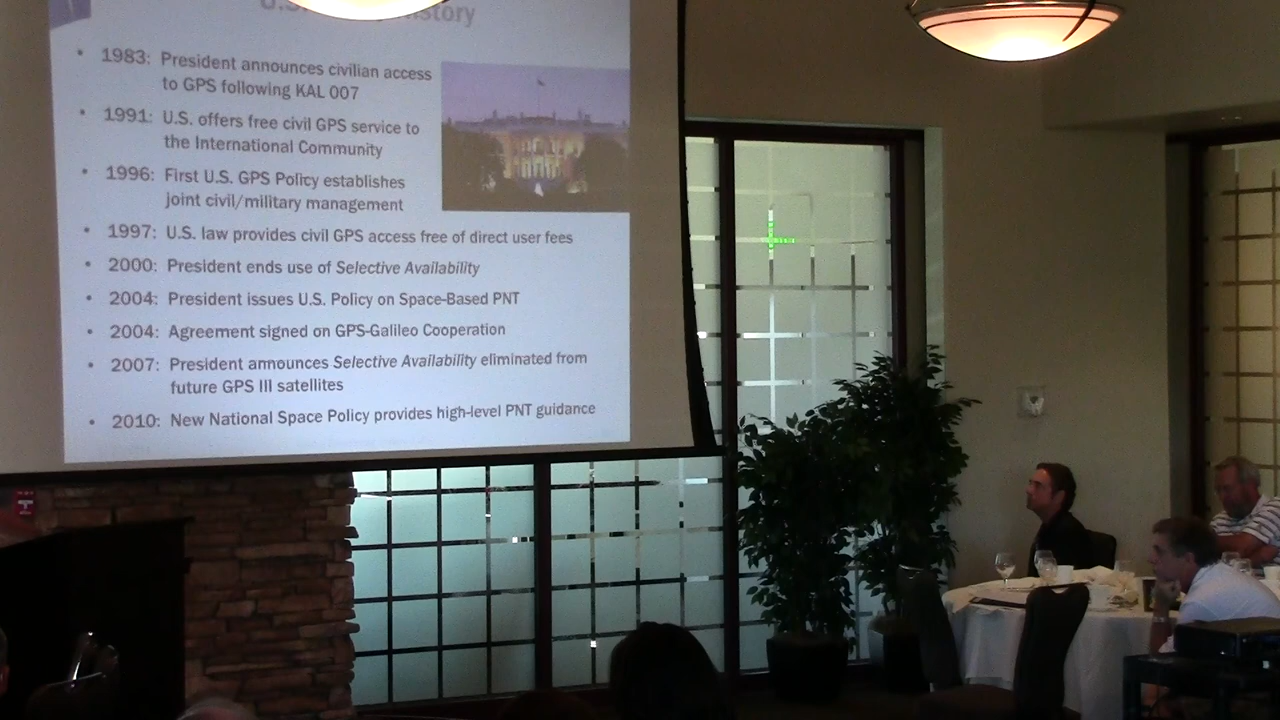 • 1983: President announces civilian access
to GPS following KAL 007
• 1991: U.S. offers free civil GPS service to
the International Community
• 1996: First U.S. GPS Policy establishes
joint civil/military management
• 1997: U.S. law provides civil GPS access free of direct user fees
• 2000: President ends use of Selective Availability
• 2004: President issues U.S. Policy on Space-Based PNT
• 2004: Agreement signed on GPS-Galileo Cooperation
• 2007: President announces Selective Availability eliminated from
future GPS III satellites
• 2010: New National Space Policy provides high-level PNT guidance